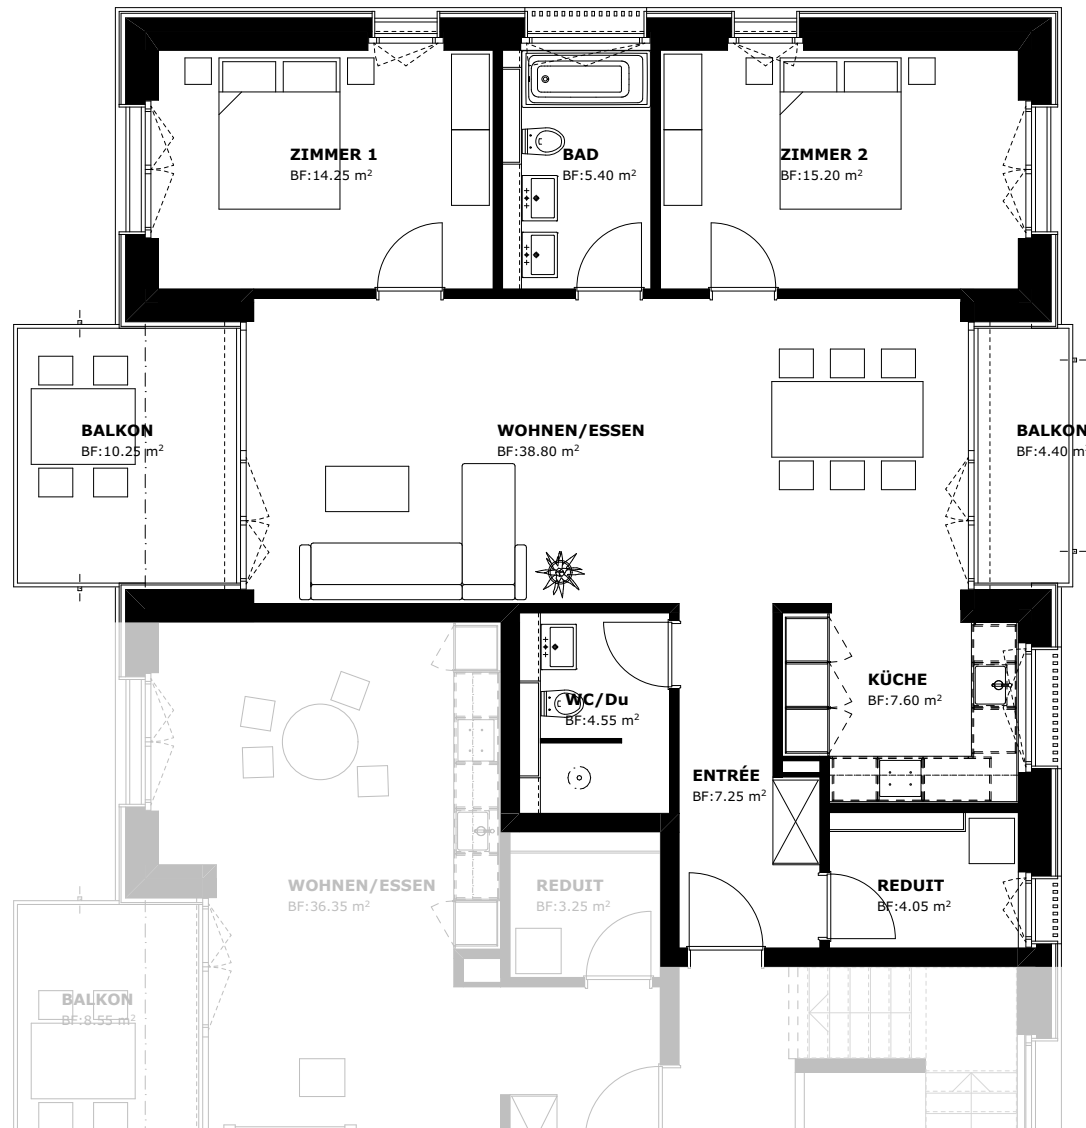 ZIMMER 1
BF:14.25 m²
BAD
BF:5.40 m²
ZIMMER 2
BF:15.20 m²
BALKON
BF:10.25 m²
WOHNEN/ESSEN
BF:38.80 m²
BALKON
BF:4.40 m²
WC/Du
BF:4.55 m²
KÜCHE
BF:7.60 m²
ENTRÉE
BF:7.25 m²
WOHNEN/ESSEN
BF:36.35 m²
REDUIT
BF:3.25 m²
REDUIT
BF:4.05 m²
BALKON
BF:8.55 m²